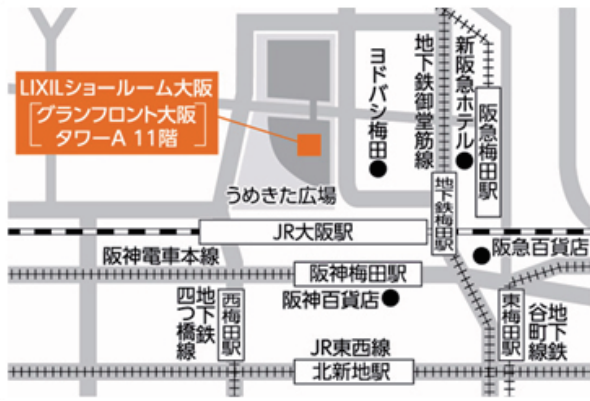 LIXILショールーム大阪
グランフロント大阪
タワーA 11階
ヨドバシ梅田
地下鉄御堂筋線
新阪急ホテル
阪急梅田駅
うめきた広場
地下鉄梅田駅
JR大阪駅
阪急百貨店
阪神電車本線
阪神梅田駅
阪神百貨店
地下鉄
四つ橋線
西梅田駅
東梅田駅
地下鉄
谷町線
JR東西線
北新地駅